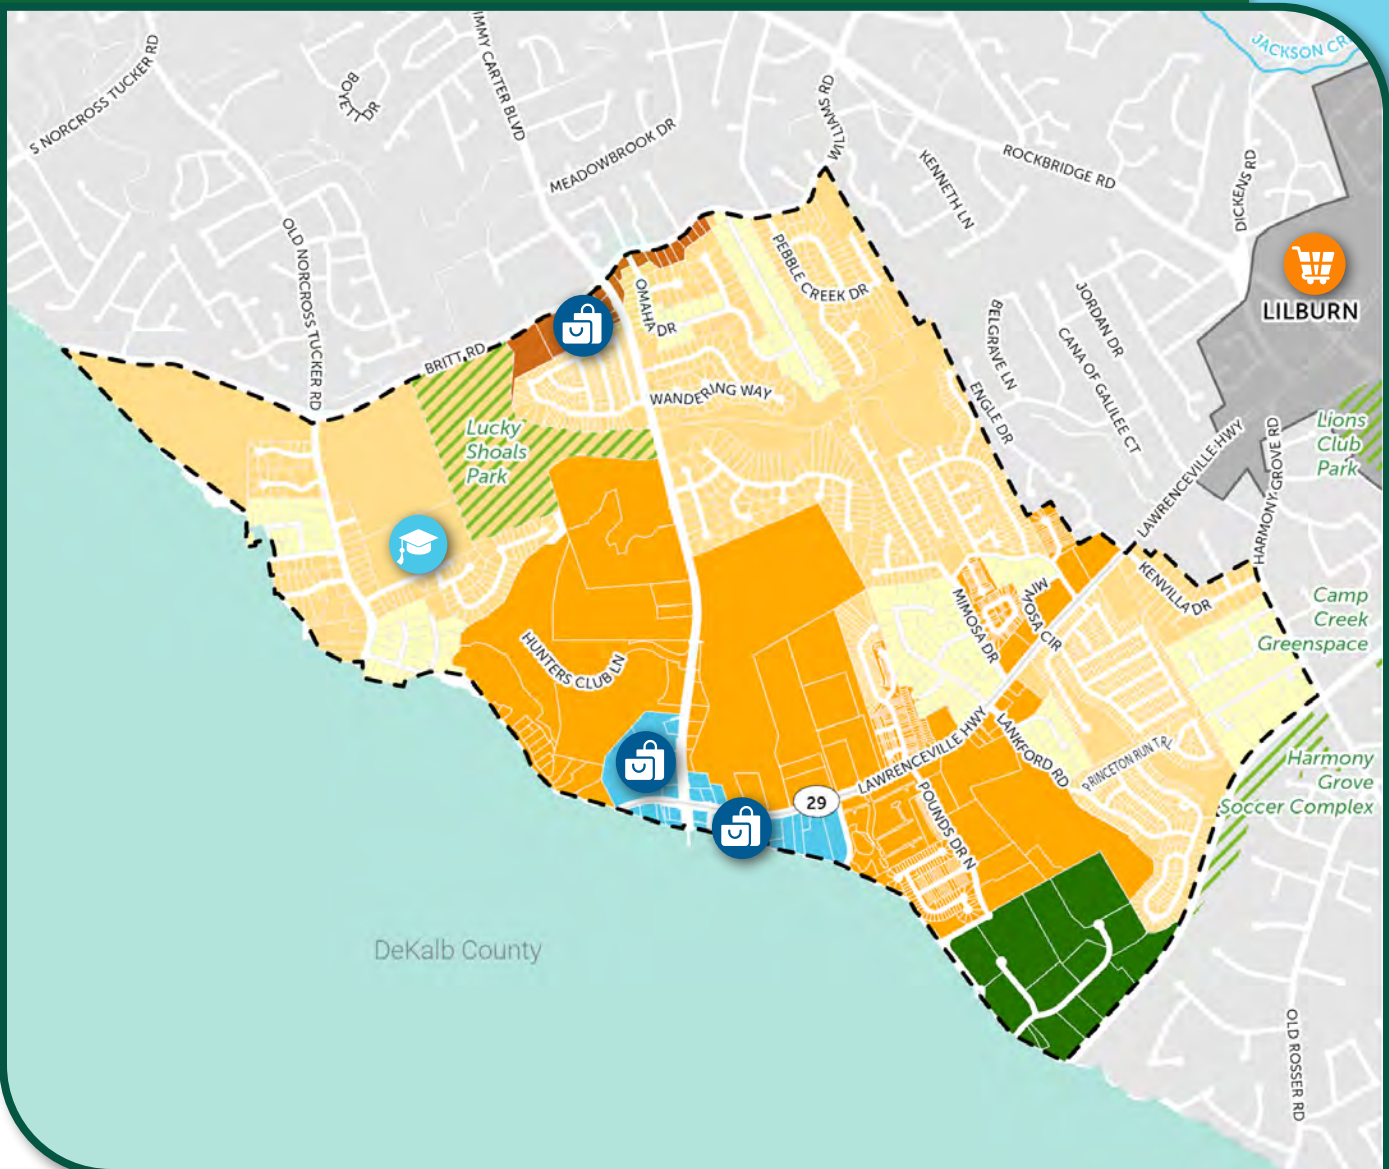 JACKSON CR
S NORCROSS TUCKER RD
BOYELL DR
IMMY CARTER BLVD
MEADOWBROOK DR
WILLIAMS RD
KENNETH LN
ROCKBRIDGE RD
DICKENS RD
OLD NORCROSS TUCKER RD
PEBBLE CREEK DR
OMAHA DR
LILBURN
JORDAN DR
BELGRAVE LN
CANA OF GALILEE CT
BRITT RD
WANDERING WAY
ENGLE DR
Lucky
Shoals
Park
Lions
Club
Park
LAWRENCEVILLE HWY
HARMONY GROVE RD
KENVILLA DR
MIMOSA DR
MIMOSA CIR
Camp
Creek
Greenspace
HUNTERS CLUB LN
LAWRENCEVILLE HWY
LANKFORD RD
PRINCETON RUN TRL
Harmony
Grove
Soccer Complex
29
POUNDS DR N
DeKalb County
OLD ROSSER RD